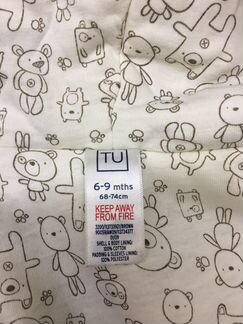 TU
6-9 mths
68-74cm
KEEP AWAY
FROM FIRE
SHELL & BODY LINING:
100% COTTON
PADDING & SLEEVES LINING:
100% POLYESTER